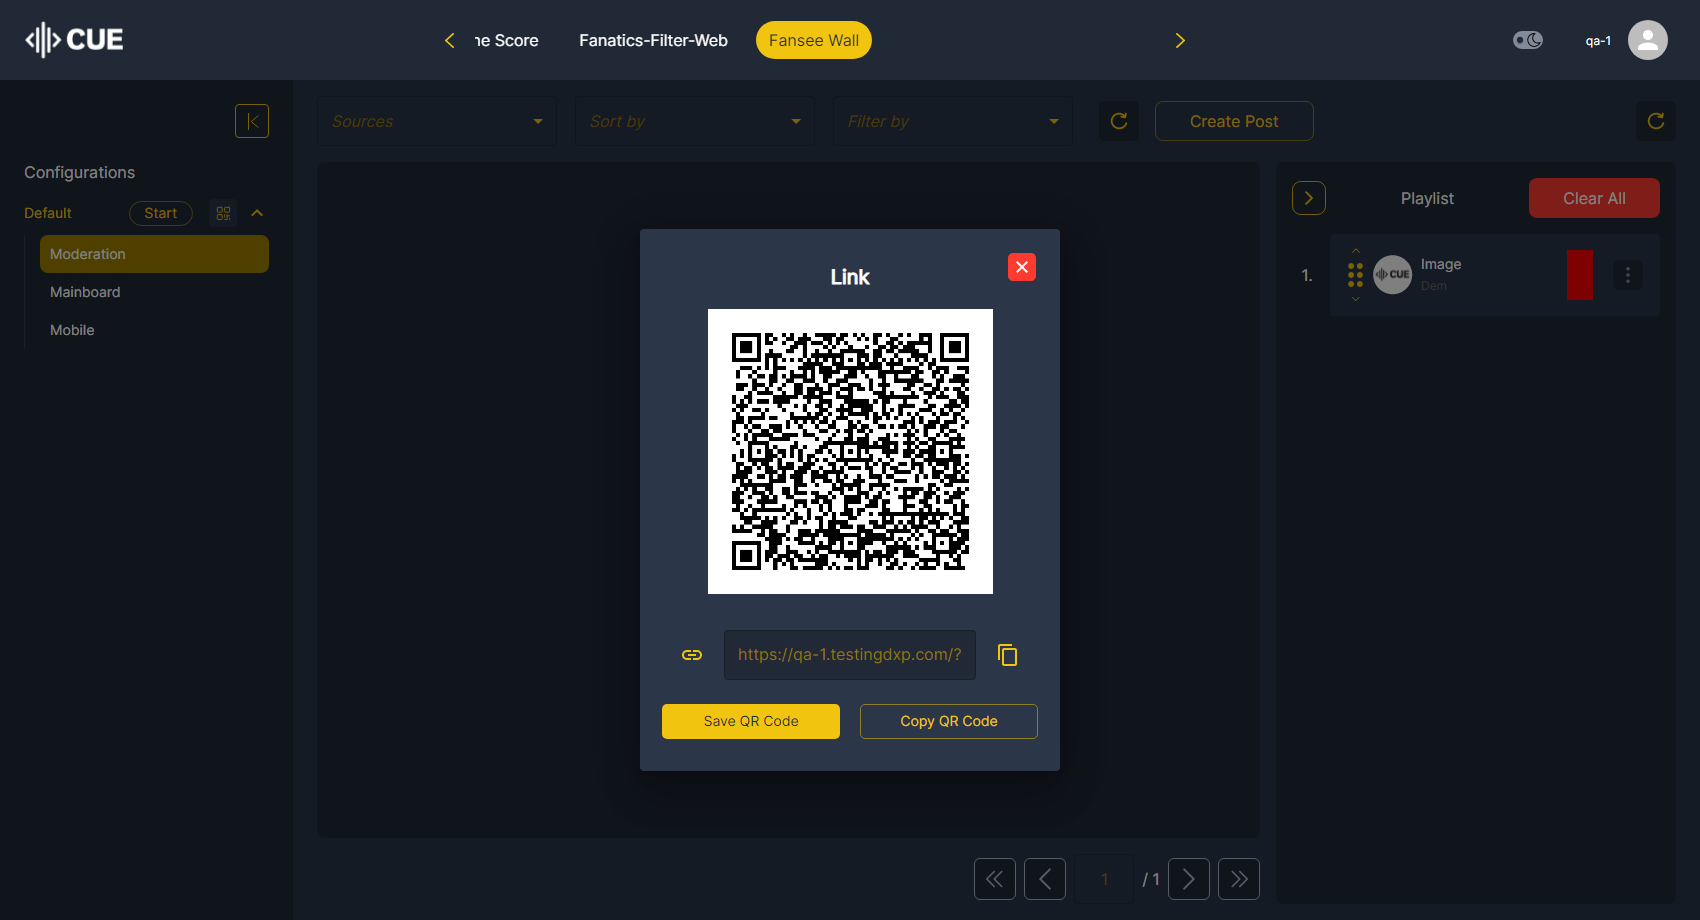 CUE
ne Score
Fanatics-Filter-Web
Fansee Wall
qa-1
Sources
Sort by
Filter by
Create Post
Configurations
Default
Start
Moderation
Mainboard
Mobile
Playlist
Clear All
1.
CUE
Image
Dem
Link
https://qa-1.testingdxp.com/?
Save QR Code
Copy QR Code
1
/ 1